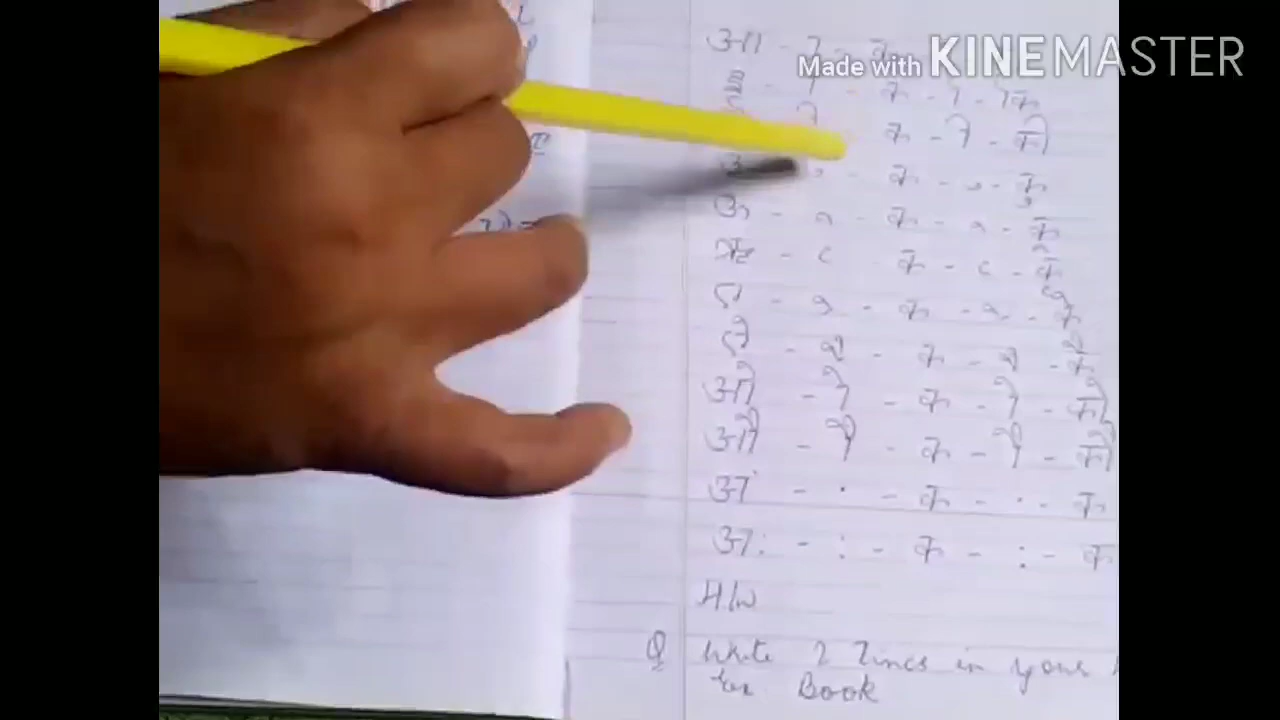 Made with KINEMASTER
आ - ा -
इ - ि - क - ि - कि
ी - क - ी - की
ु - क - ु - कु
ऊ - ू - क - ू - कू
ऋ - ृ - क - ृ - कृ
ए - े - क - े - के
ऐ - ै - क - ै - कै
ओ - ो - क - ो - को
औ - ौ - क - ौ - कौ
अं - ं - क - ं - क
अः - : - क - : - क
H/W
Q Write 2 lines in your
Book